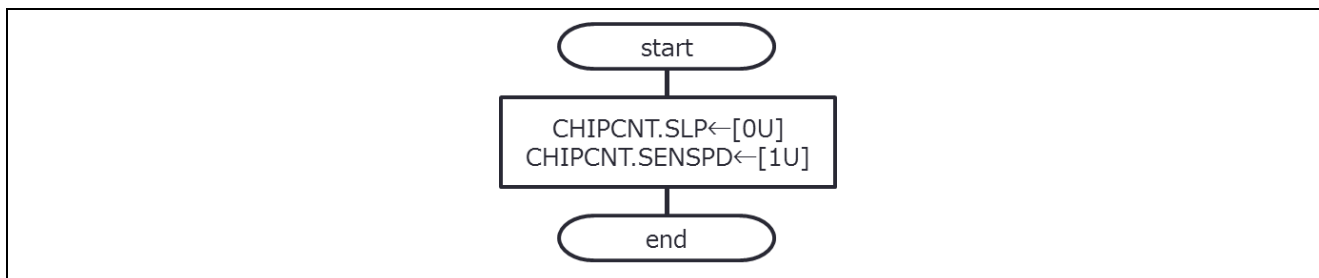 start
CHIPCNT.SLP←[0U]
CHIPCNT.SENSPD←[1U]
end